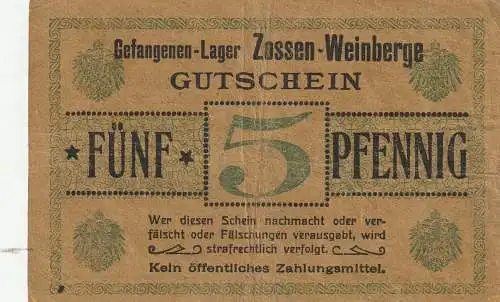 Gefangenen-Lager Zossen-Weinberge
GUTSCHEIN
★ FÜNF ★ 5 PFENNIG
Wer diesen Schein nachmacht oder ver-
fälscht oder Fälschungen verausgabt, wird
strafrechtlich verfolgt.
Kein öffentliches Zahlungsmittel.